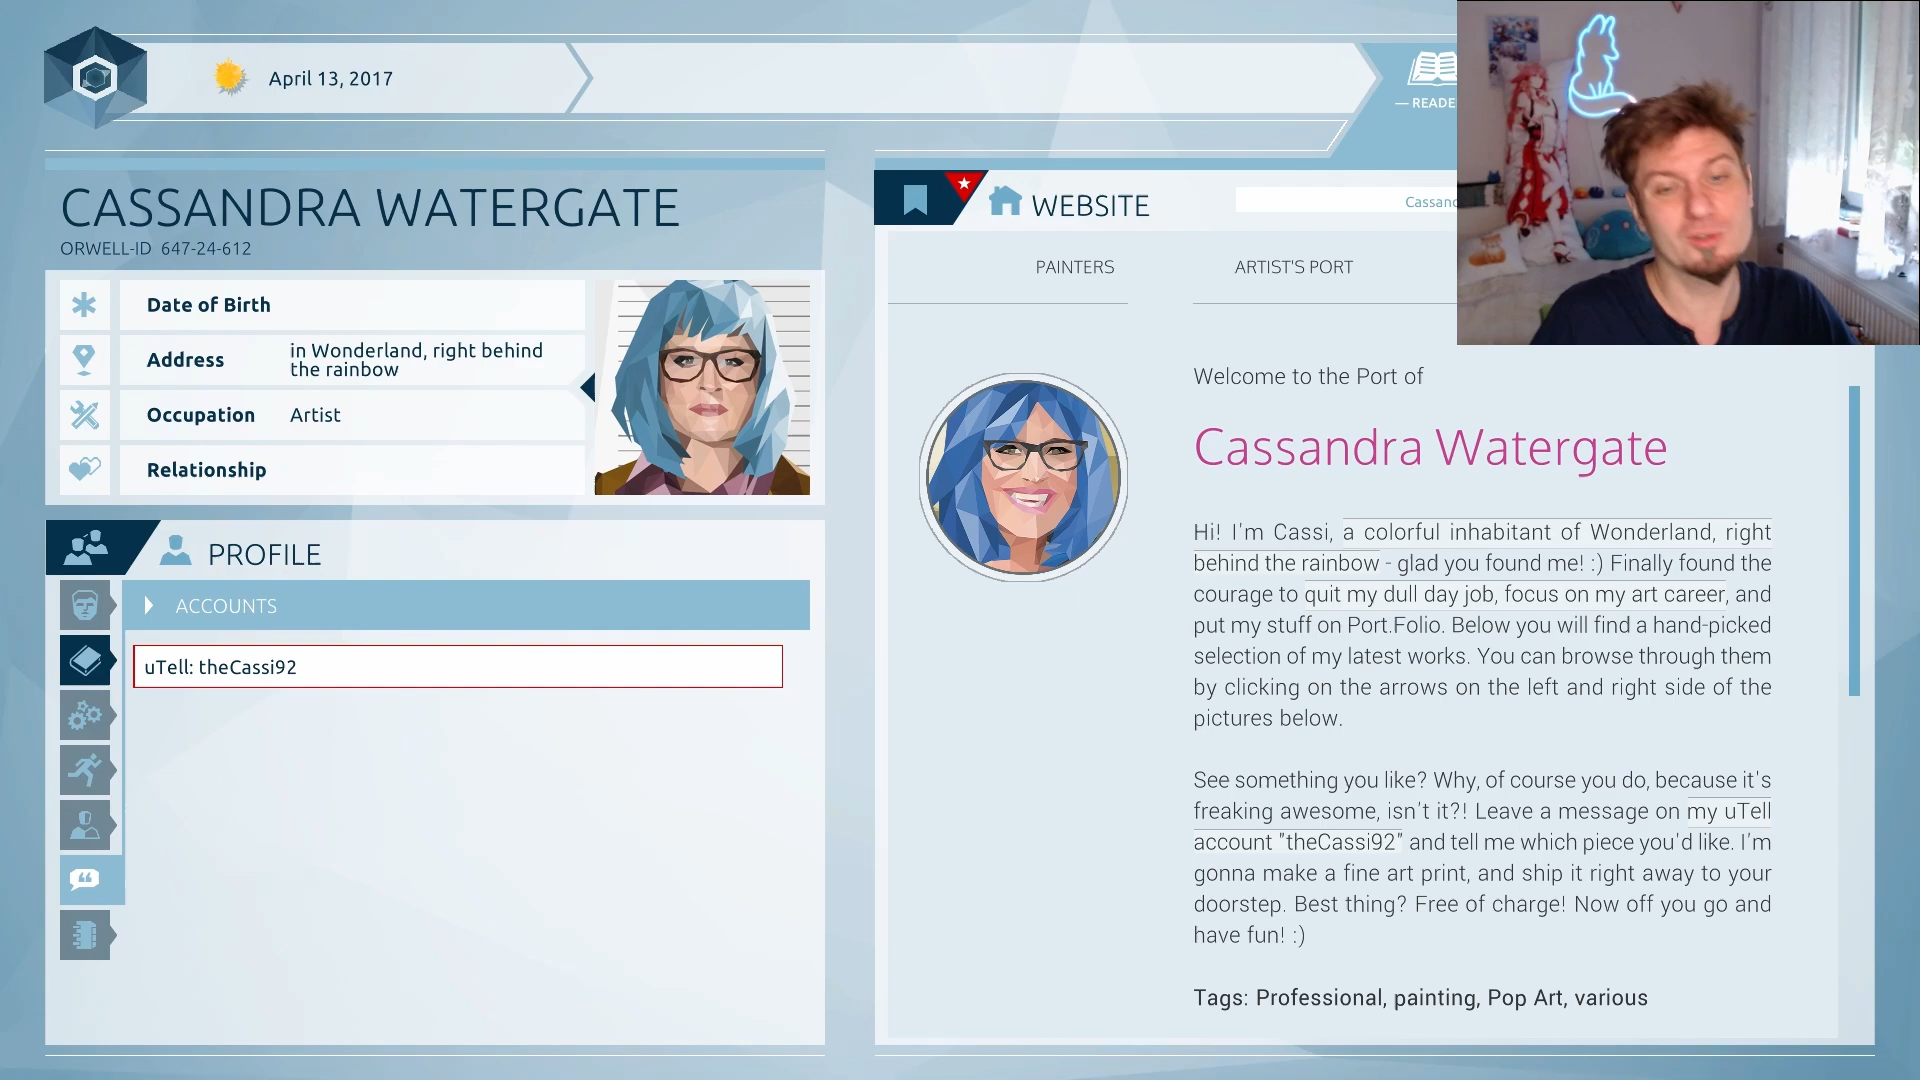 April 13, 2017
— READE
CASSANDRA WATERGATE
ORWELL-ID 647-24-612
Date of Birth
Address in Wonderland, right behind
the rainbow
Occupation Artist
Relationship
PROFILE
ACCOUNTS
uTell: theCassi92
WEBSITE
Cassand
PAINTERS ARTIST'S PORT
Welcome to the Port of
Cassandra Watergate
Hi! I'm Cassi, a colorful inhabitant of Wonderland, right
behind the rainbow - glad you found me! :) Finally found the
courage to quit my dull day job, focus on my art career, and
put my stuff on Port.Folio. Below you will find a hand-picked
selection of my latest works. You can browse through them
by clicking on the arrows on the left and right side of the
pictures below.
See something you like? Why, of course you do, because it's
freaking awesome, isn't it?! Leave a message on my uTell
account "theCassi92" and tell me which piece you'd like. I'm
gonna make a fine art print, and ship it right away to your
doorstep. Best thing? Free of charge! Now off you go and
have fun! :)
Tags: Professional, painting, Pop Art, various